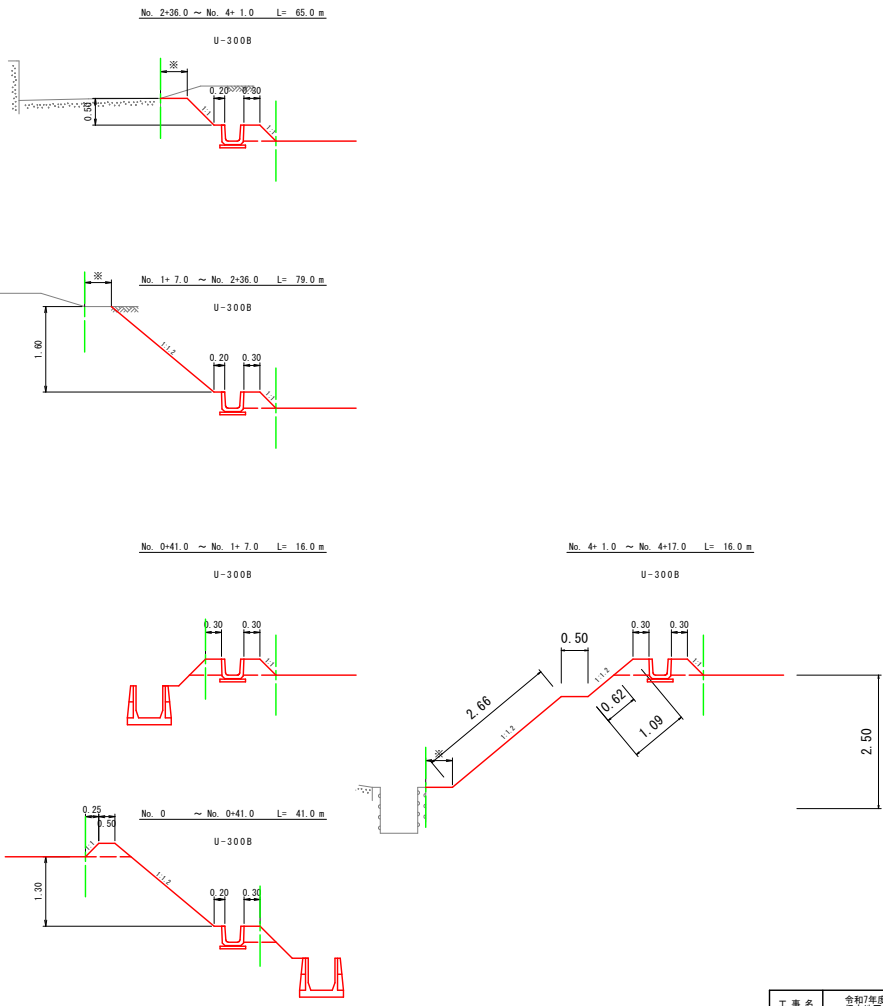 No. 2+36.0 ～ No. 4+ 1.0 L= 65.0 m
U-300B
※
0.20 0.30
0.50
1:1
1:1
No. 1+ 7.0 ～ No. 2+36.0 L= 79.0 m
U-300B
※
1.60
1:1.2
0.20 0.30
1:1
No. 0+41.0 ～ No. 1+ 7.0 L= 16.0 m
U-300B
0.30 0.30
1:1
No. 4+ 1.0 ～ No. 4+17.0 L= 16.0 m
U-300B
0.30 0.30
0.50
1:1.2
1:1
2.66
0.62
1.09
1:1.2
※
2.50
No. 0 ～ No. 0+41.0 L= 41.0 m
U-300B
0.25
0.50
1:1
1:1.2
1.30
0.20 0.30
工 事 名
令和7年度